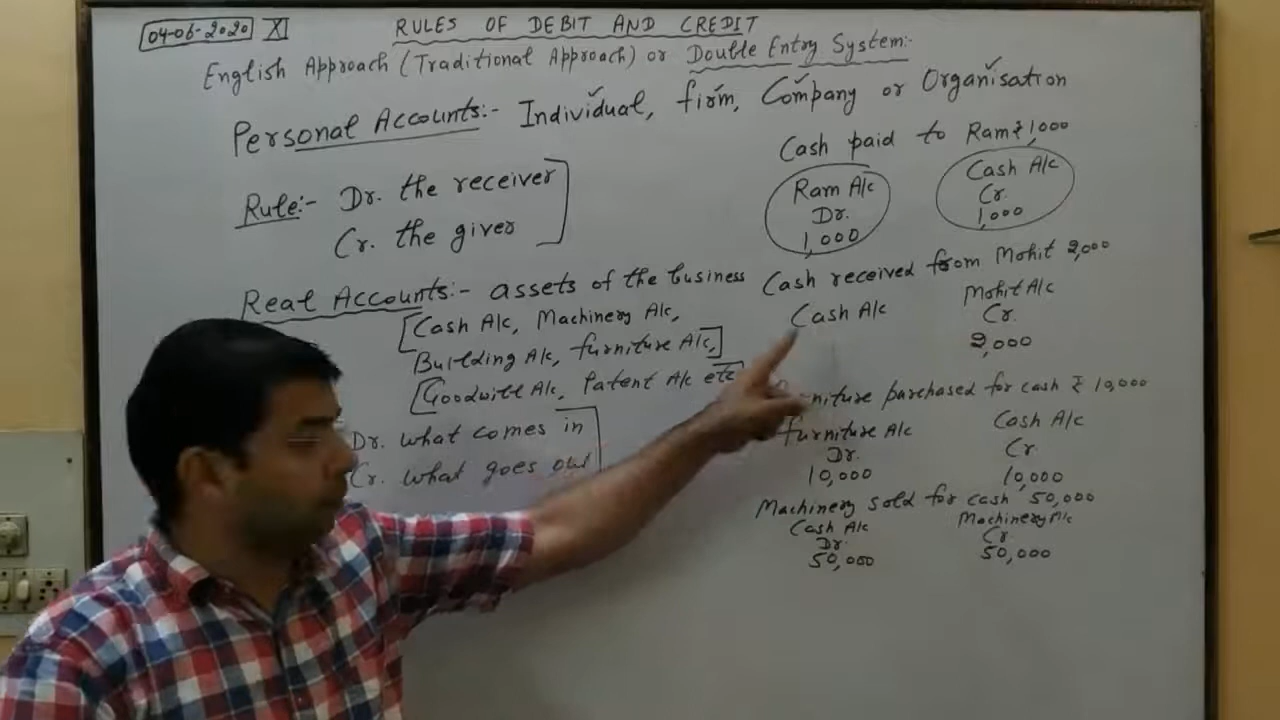 04-06-2020 XI
RULES OF DEBIT AND CREDIT
English Approach (Traditional Approach) or Double Entry System:-
Personal Accounts:- Individual, firm, Company or Organisation
Rule:- Dr. the receiver
Cr. the giver
Real Accounts:- assets of the business
[Cash A/c, Machinery A/c,
Building A/c, furniture A/c,]
[Goodwill A/c, Patent A/c etc]
Dr. what comes in
Cr. what goes out
Cash paid to Ram ₹ 1,000
Ram A/c Cash A/c
Dr. Cr.
1,000 1,000
Cash received from Mohit 2,000
Cash A/c Mohit A/c
Cr.
2,000
purchased for cash ₹ 10,000
furniture A/c Cash A/c
Dr. Cr.
10,000 10,000
Machinery sold for cash 50,000
Cash A/c Machinery A/c
Dr. Cr.
50,000 50,000